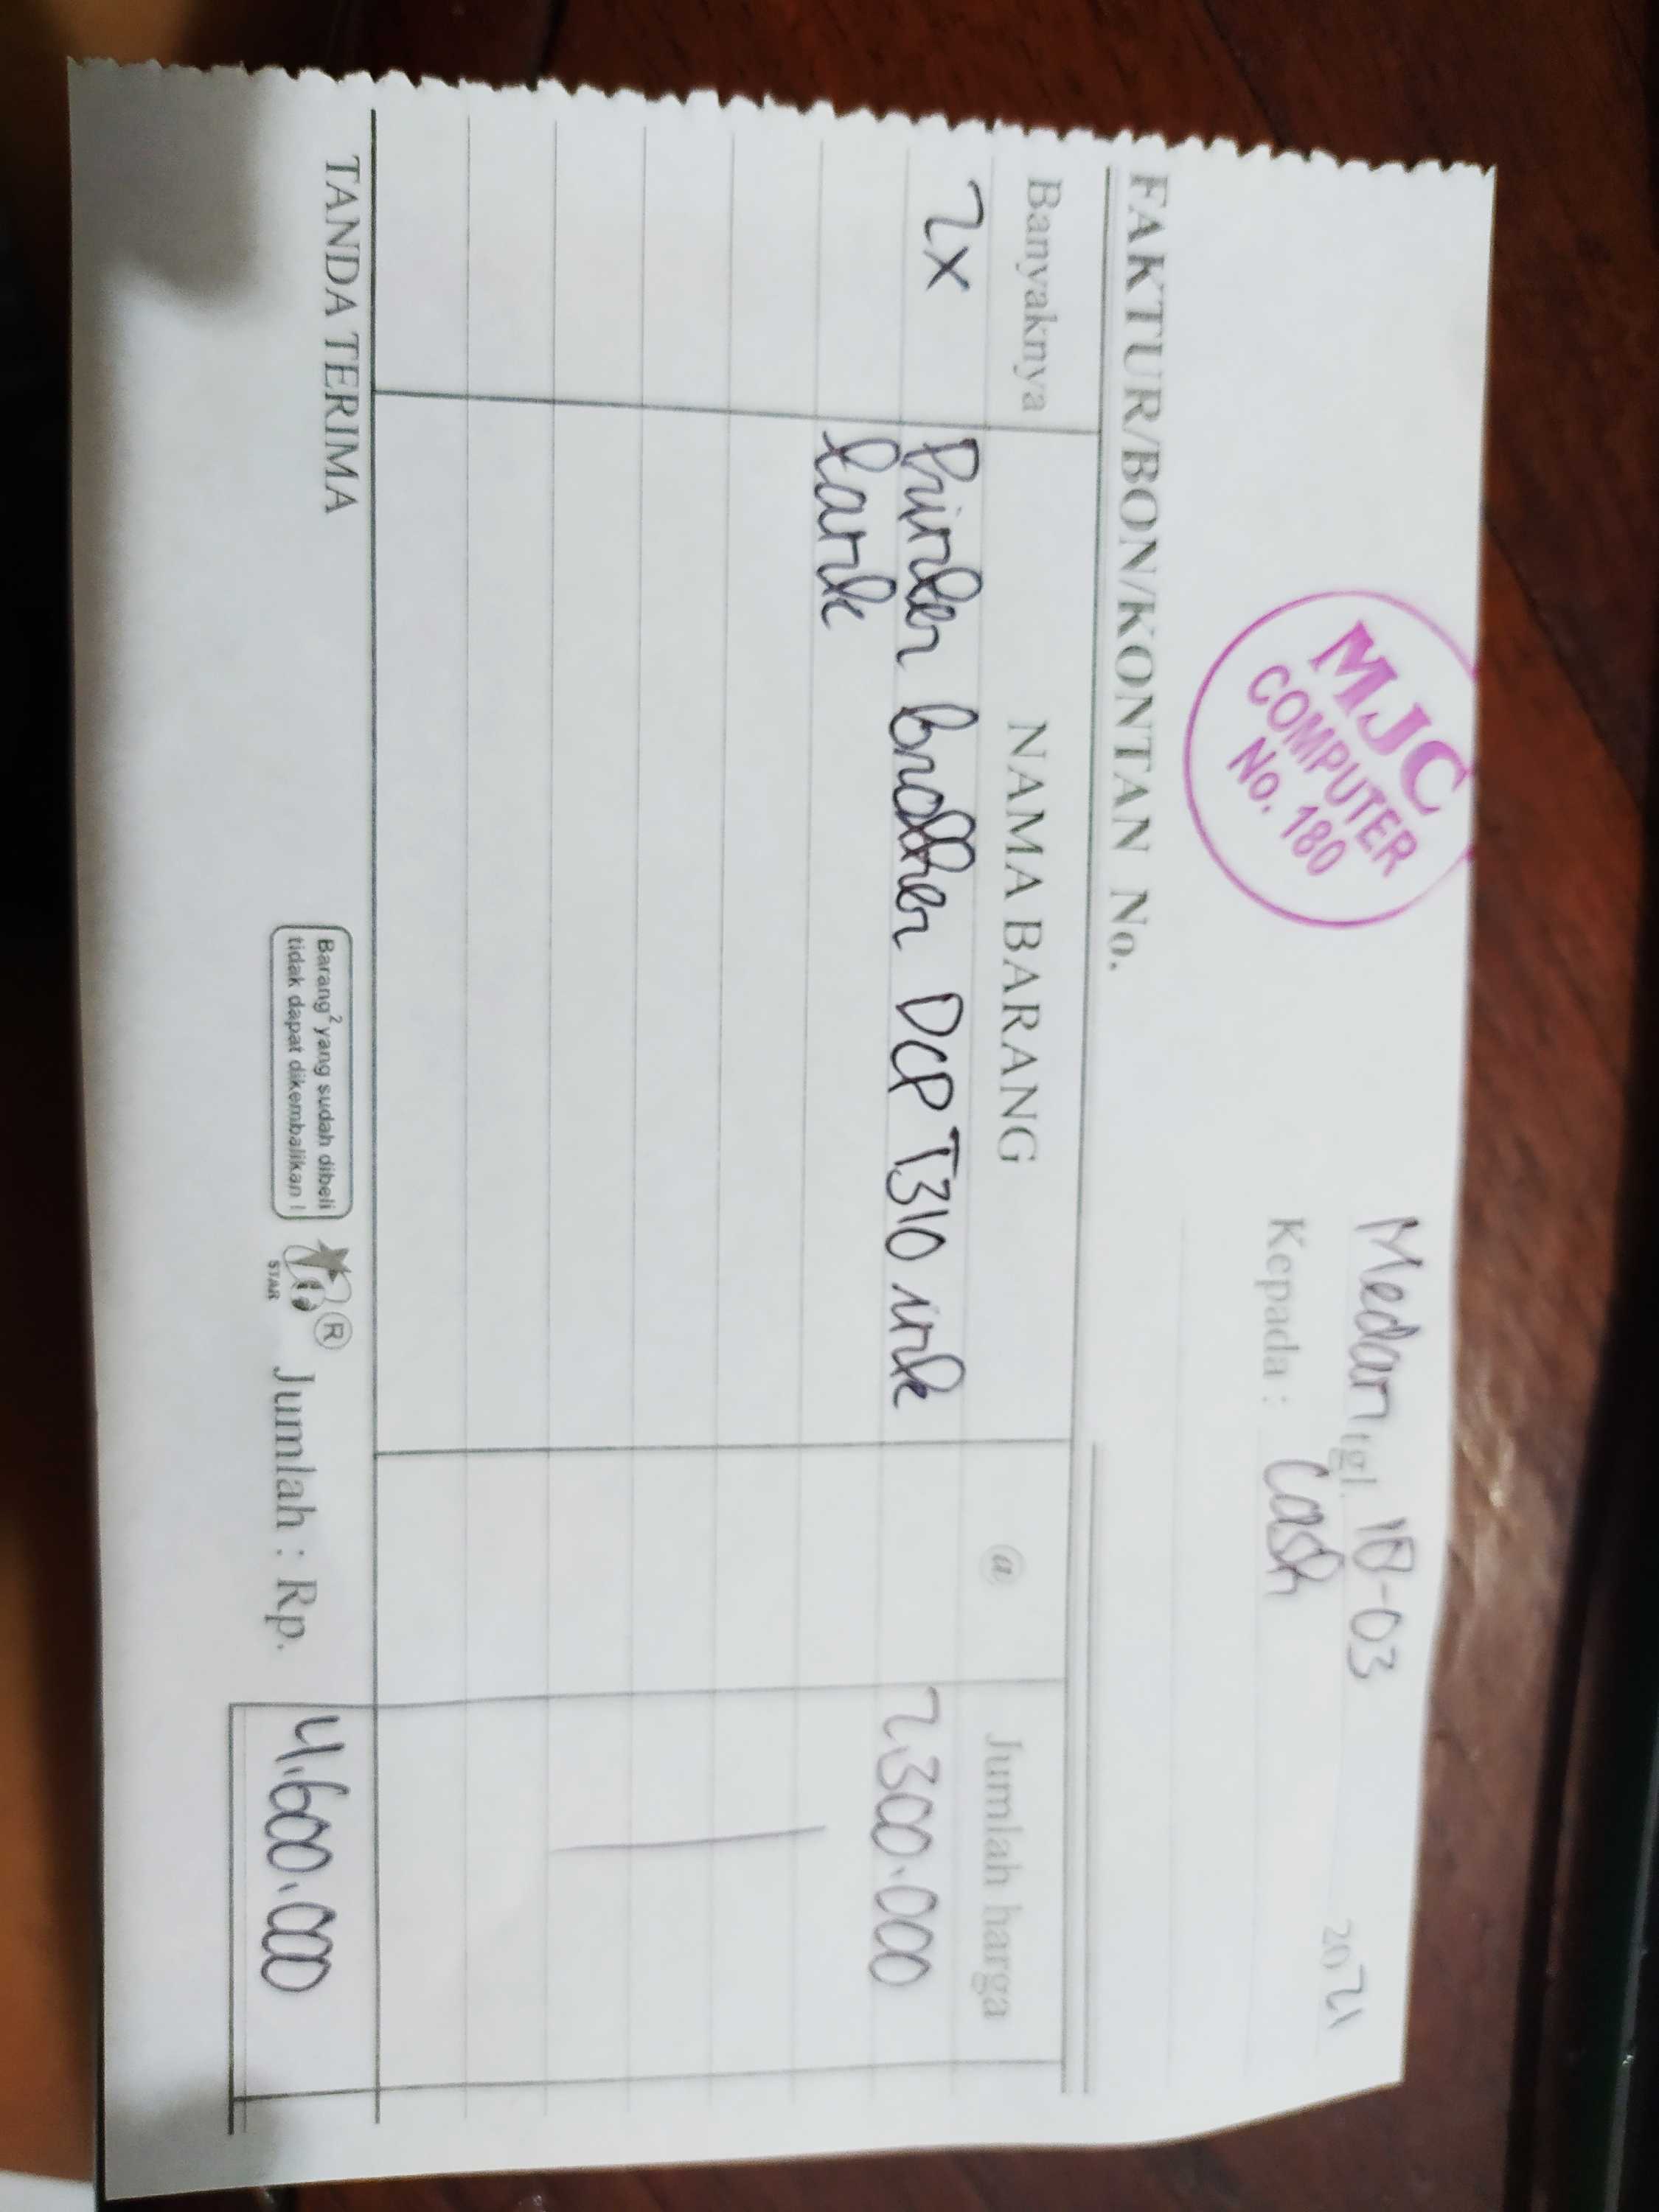 MJC
COMPUTER
No. 180
Medan tgl. 18-03 2021
Kepada : Cash
FAKTUR/BON/KONTAN No.
Banyaknya NAMA BARANG @ Jumlah harga
2x Printer brother DCP T310 ink 2.300.000
tank
TANDA TERIMA
Barang² yang sudah dibeli
tidak dapat dikembalikan !
STAR
®
Jumlah : Rp. 4.600.000